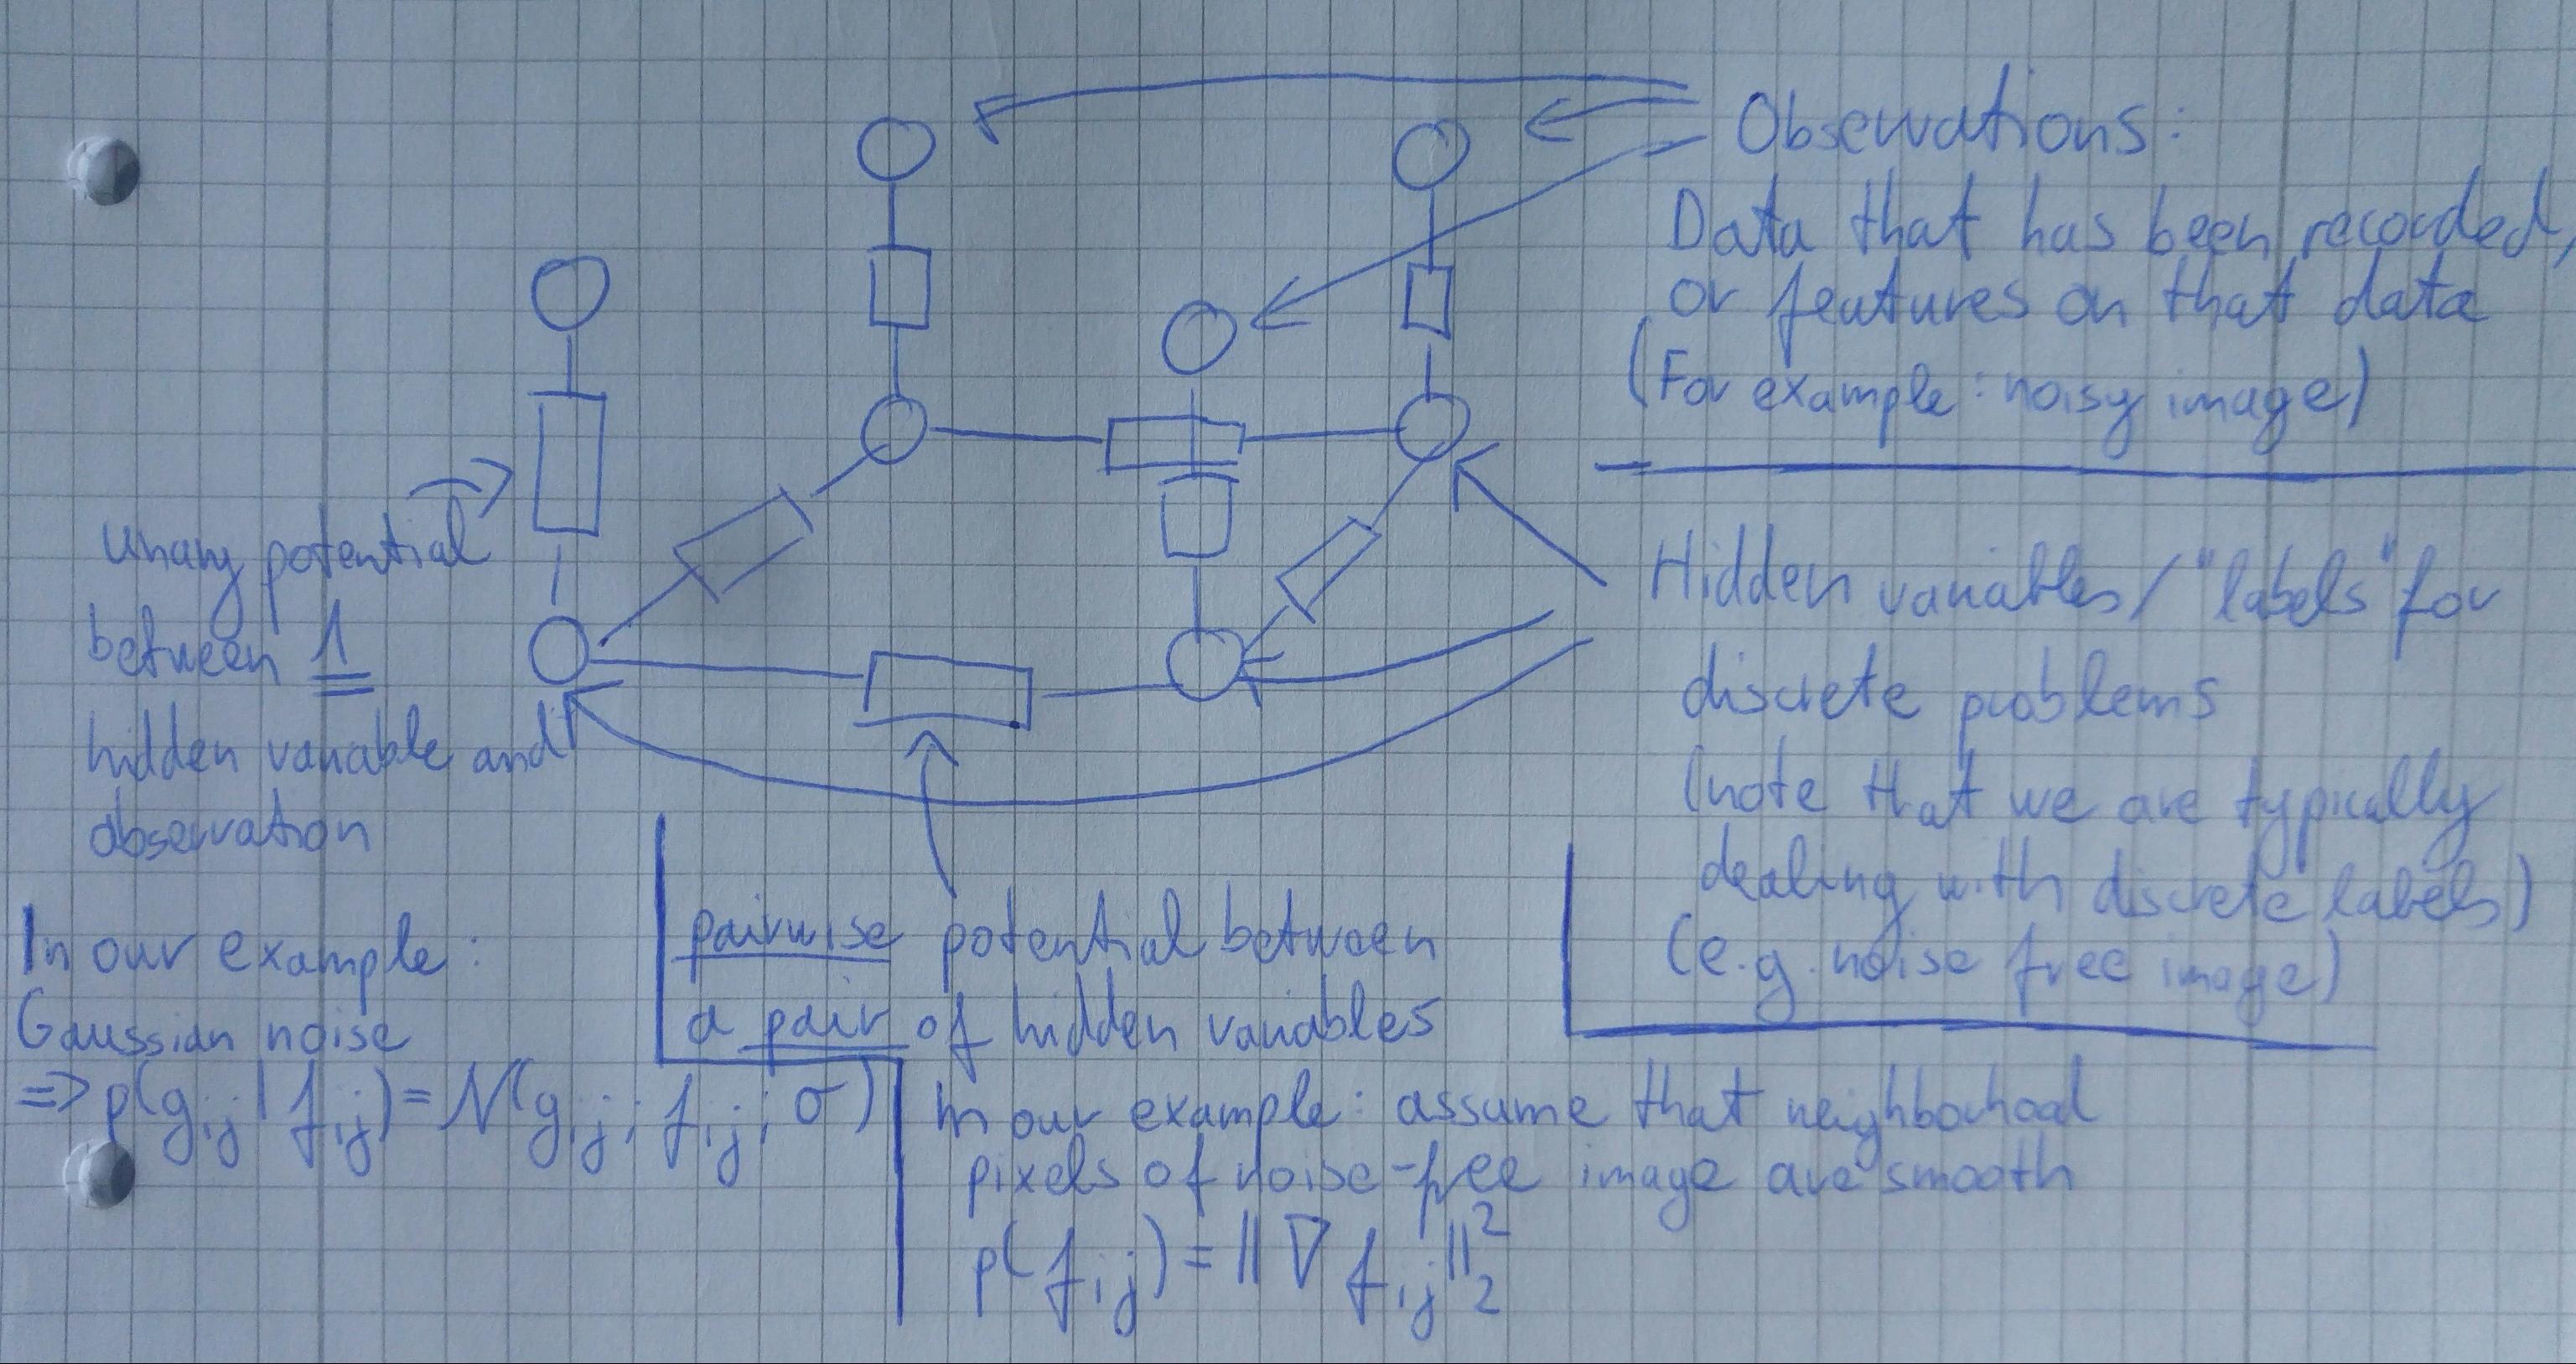 Observations:
Data that has been recorded,
or features on that data
(For example: noisy image)
Unary potential
between 1
hidden variable and
observation
Hidden variables/"labels" for
discrete problems
(note that we are typically
dealing with discrete labels)
(e.g. noise free image)
In our example:
Gaussian noise
=> p(g_{i,j} | f_{i,j}) = N(g_{i,j}; f_{i,j}; σ)
pairwise potential between
a pair of hidden variables
In our example: assume that neighborhood
pixels of noise-free image are smooth
p(f_{i,j}) = ||∇ f_{i,j}||_2^2